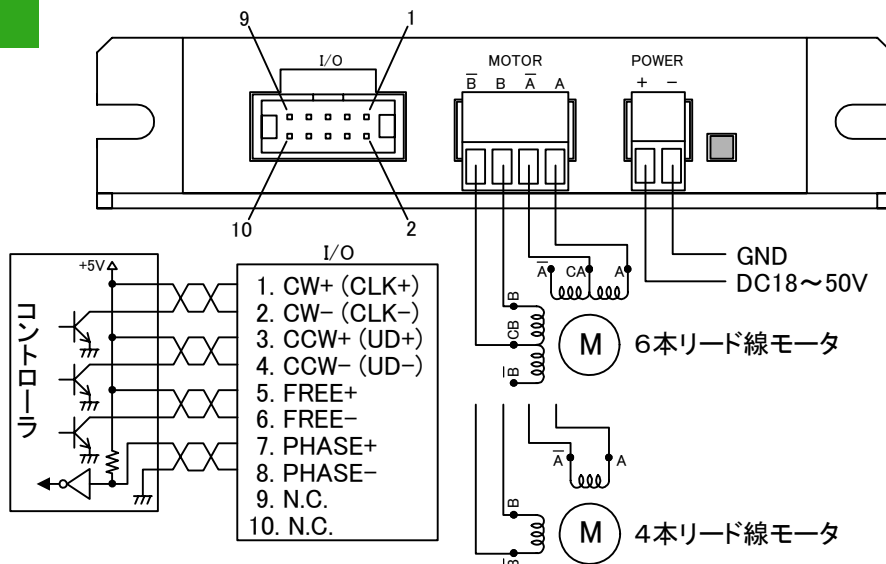 9
1
I/O
MOTOR
B̅ B A̅ A
POWER
+ −
10
2
I/O
+5V
コントローラ
1. CW+ (CLK+)
2. CW− (CLK−)
3. CCW+ (UD+)
4. CCW− (UD−)
5. FREE+
6. FREE−
7. PHASE+
8. PHASE−
9. N.C.
10. N.C.
GND
DC18～50V
A̅ CA A
B
CB
B̅
M
6本リード線モータ
A̅ A
B
B̅
M
4本リード線モータ